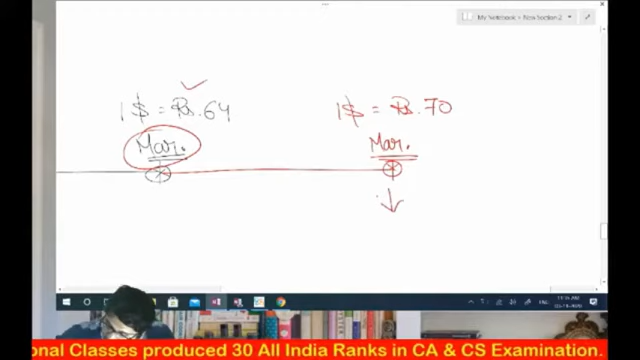 My Notebook > New Section 2
1$ = Rs.64
1$ = Rs.70
Mar.
Mar.
onal Classes produced 30 All India Ranks in CA & CS Examination.